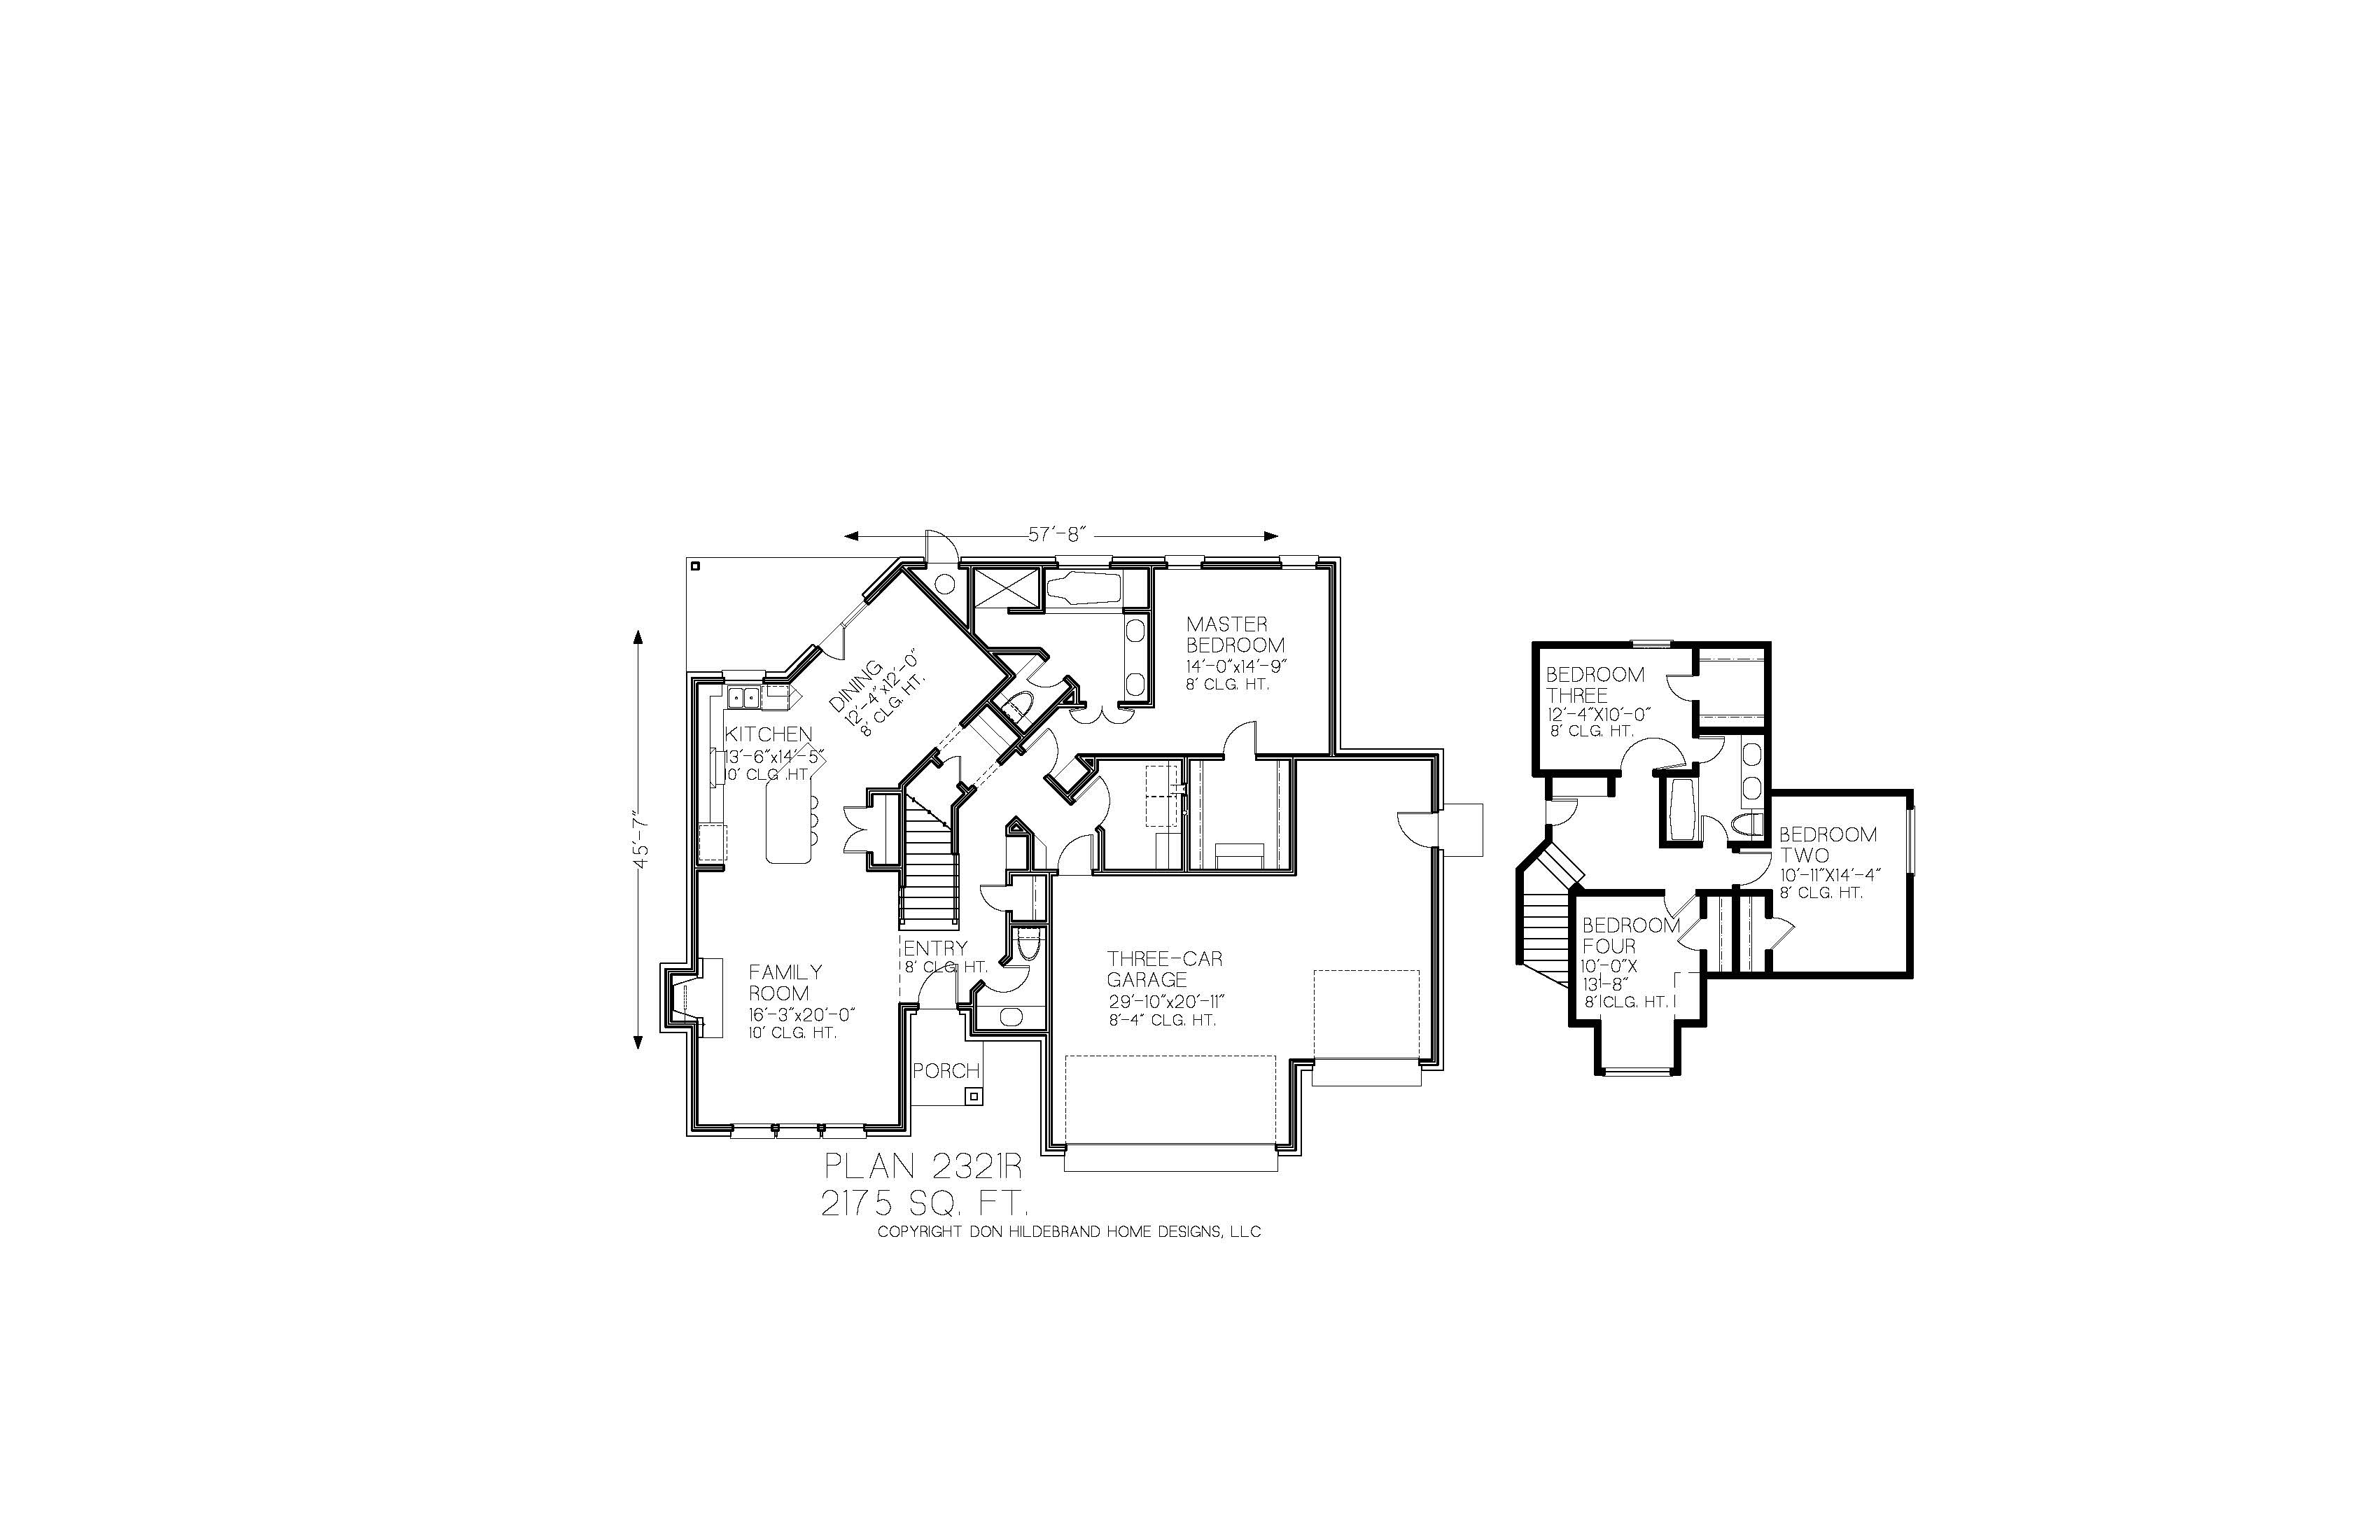 57'-8"
45'-7"
MASTER
BEDROOM
14'-0"x14'-9"
8' CLG. HT.
DINING
12'-4"x12'-0"
8' CLG. HT.
KITCHEN
13'-6"x14'-5"
10' CLG .HT.
ENTRY
8' CLG. HT.
FAMILY
ROOM
16'-3"x20'-0"
10' CLG. HT.
THREE-CAR
GARAGE
29'-10"x20'-11"
8'-4" CLG. HT.
PORCH
BEDROOM
THREE
12'-4"X10'-0"
8' CLG. HT.
BEDROOM
TWO
10'-11"X14'-4"
8' CLG. HT.
BEDROOM
FOUR
10'-0"X
13'-8"
8' CLG. HT.
PLAN 2321R
2175 SQ. FT.
COPYRIGHT DON HILDEBRAND HOME DESIGNS, LLC